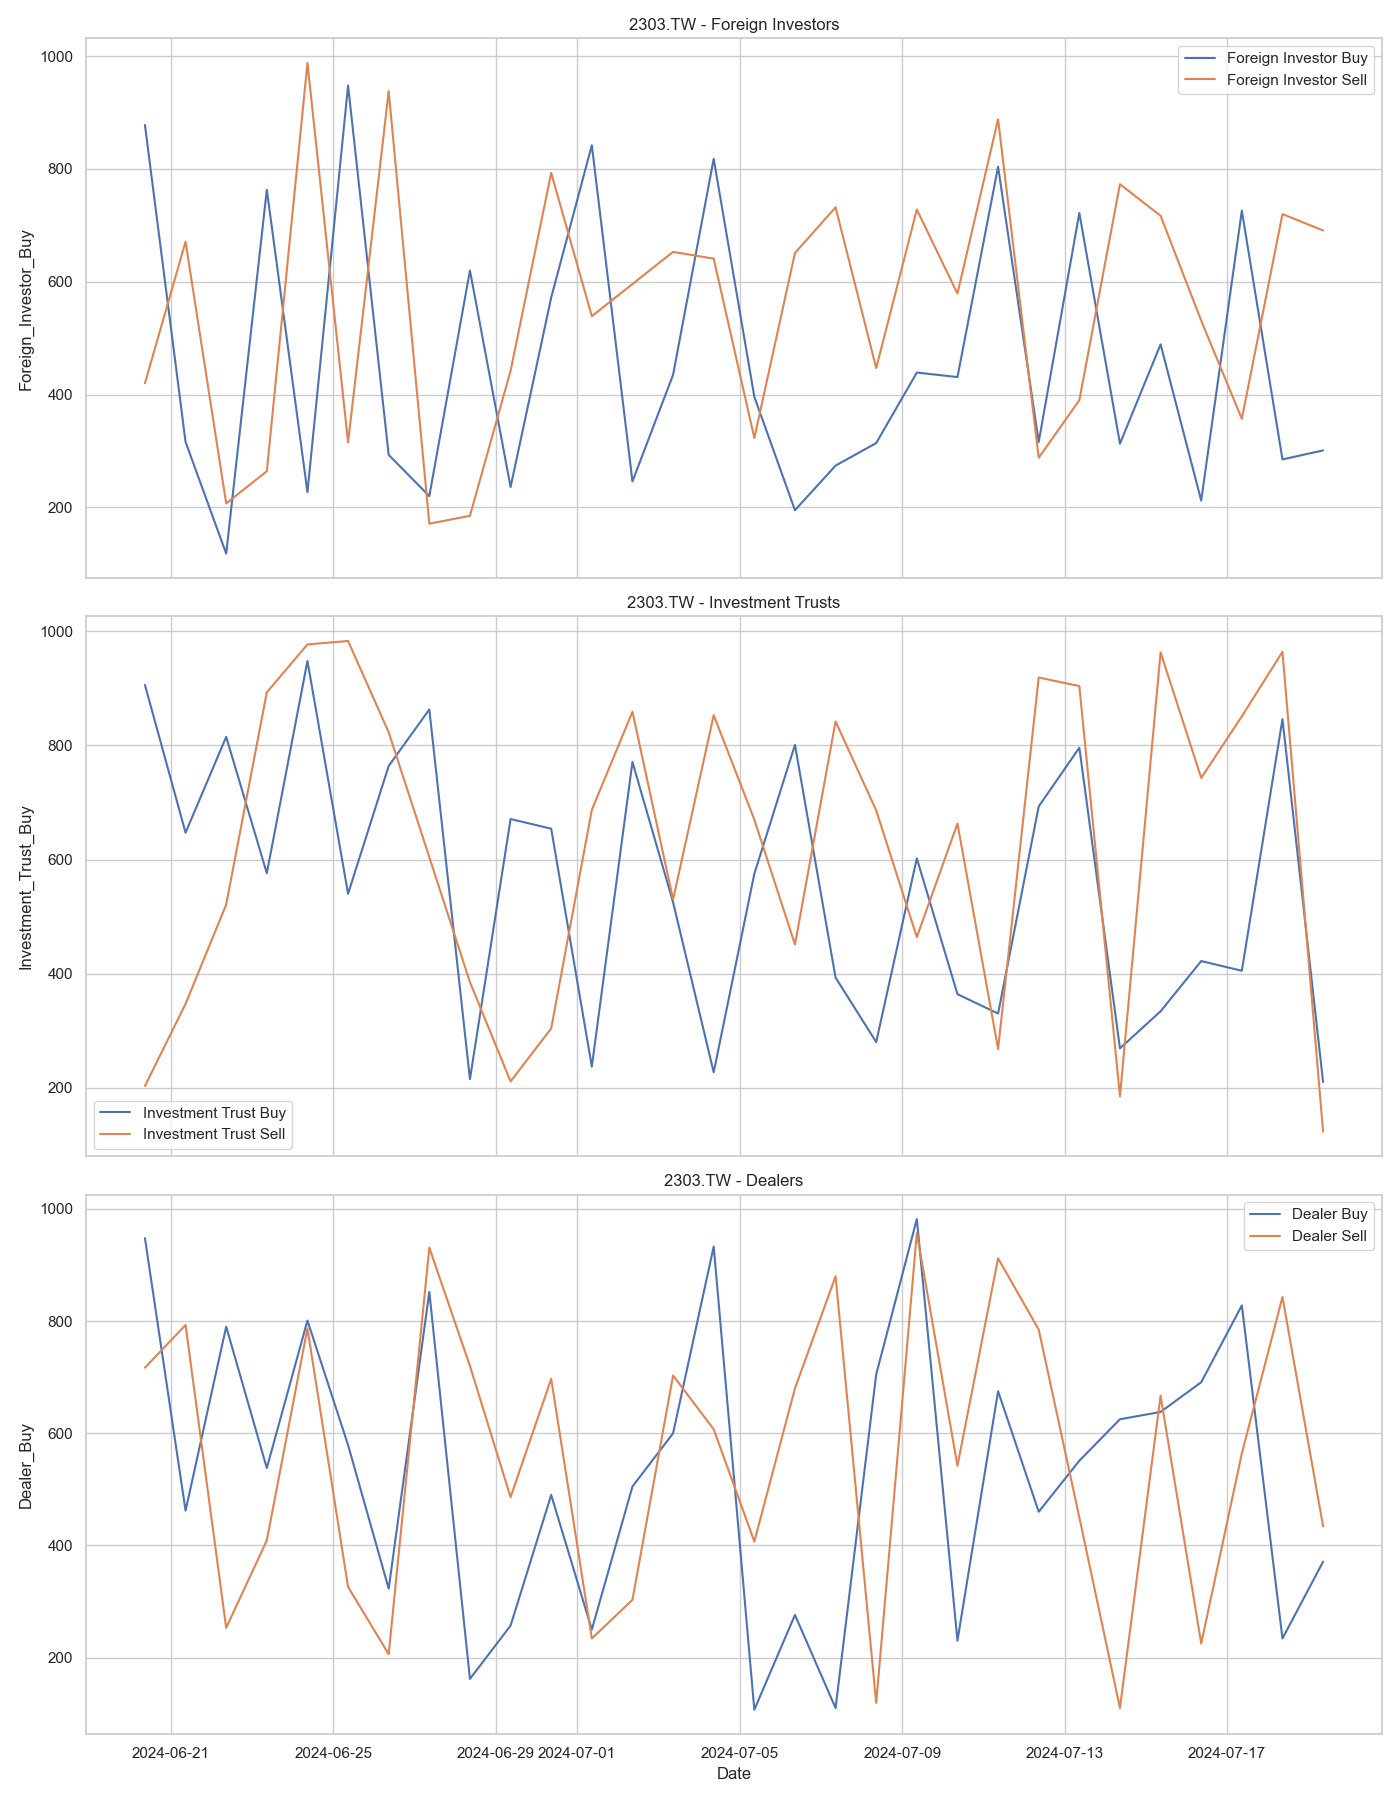 2303.TW - Foreign Investors
1000
800
600
400
200
Foreign_Investor_Buy
Foreign Investor Buy
Foreign Investor Sell
2303.TW - Investment Trusts
1000
800
600
400
200
Investment_Trust_Buy
Investment Trust Buy
Investment Trust Sell
2303.TW - Dealers
1000
800
600
400
200
Dealer_Buy
Dealer Buy
Dealer Sell
2024-06-21 2024-06-25 2024-06-29 2024-07-01 2024-07-05 2024-07-09 2024-07-13 2024-07-17
Date